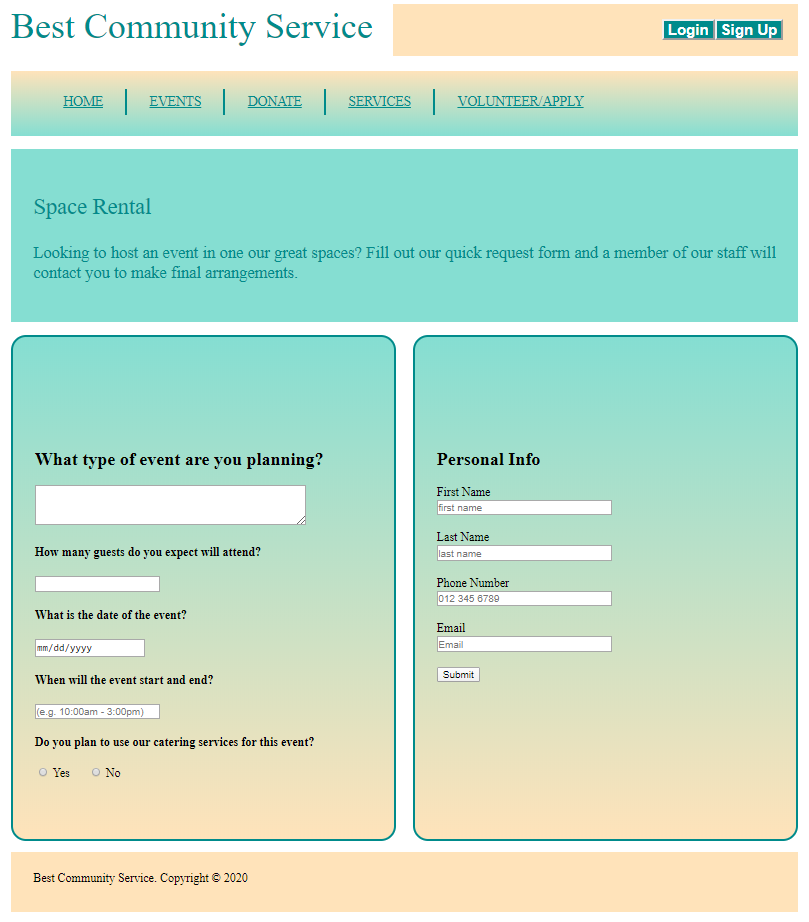 Best Community Service
Login Sign Up
HOME EVENTS DONATE SERVICES VOLUNTEER/APPLY
Space Rental
Looking to host an event in one our great spaces? Fill out our quick request form and a member of our staff will
contact you to make final arrangements.
What type of event are you planning?
How many guests do you expect will attend?
What is the date of the event?
mm/dd/yyyy
When will the event start and end?
(e.g. 10:00am - 3:00pm)
Do you plan to use our catering services for this event?
Yes No
Personal Info
First Name
first name
Last Name
last name
Phone Number
012 345 6789
Email
Email
Submit
Best Community Service. Copyright © 2020